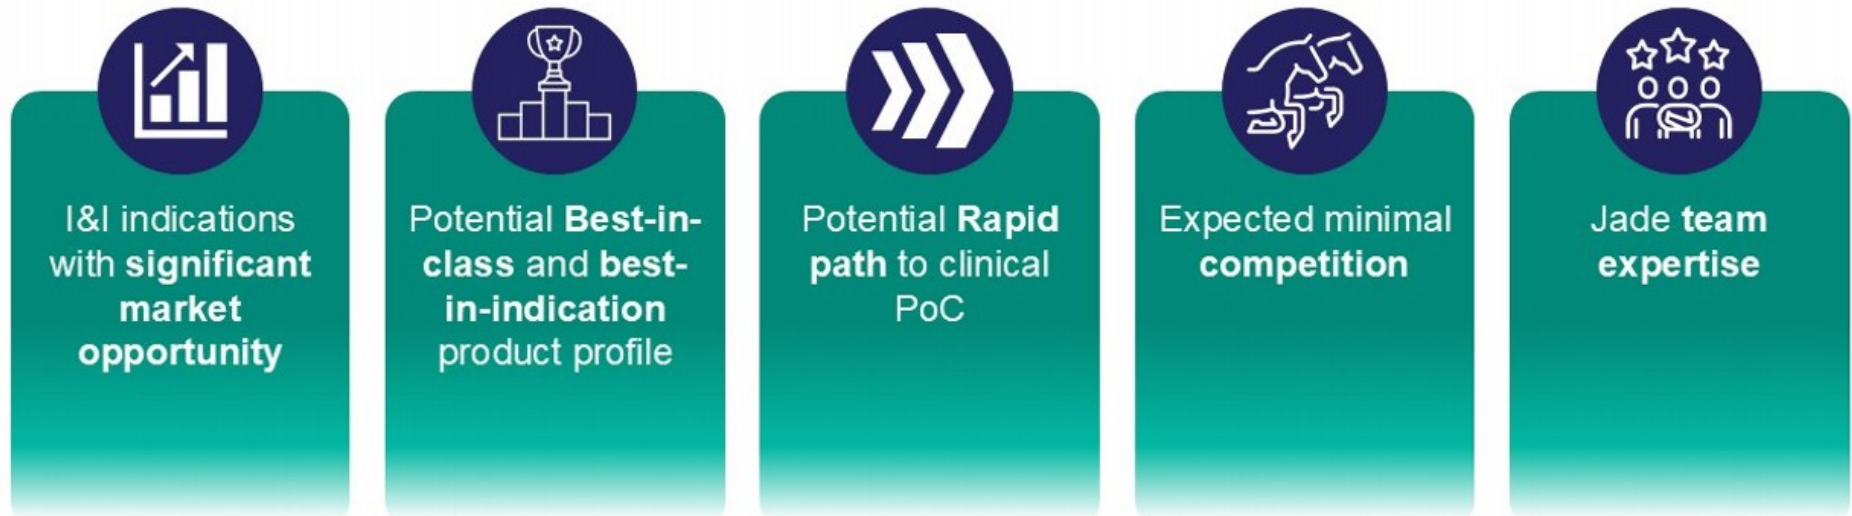 I&I indications
with significant
market
opportunity
Potential Best-in-
class and best-
in-indication
product profile
Potential Rapid
path to clinical
PoC
Expected minimal
competition
Jade team
expertise